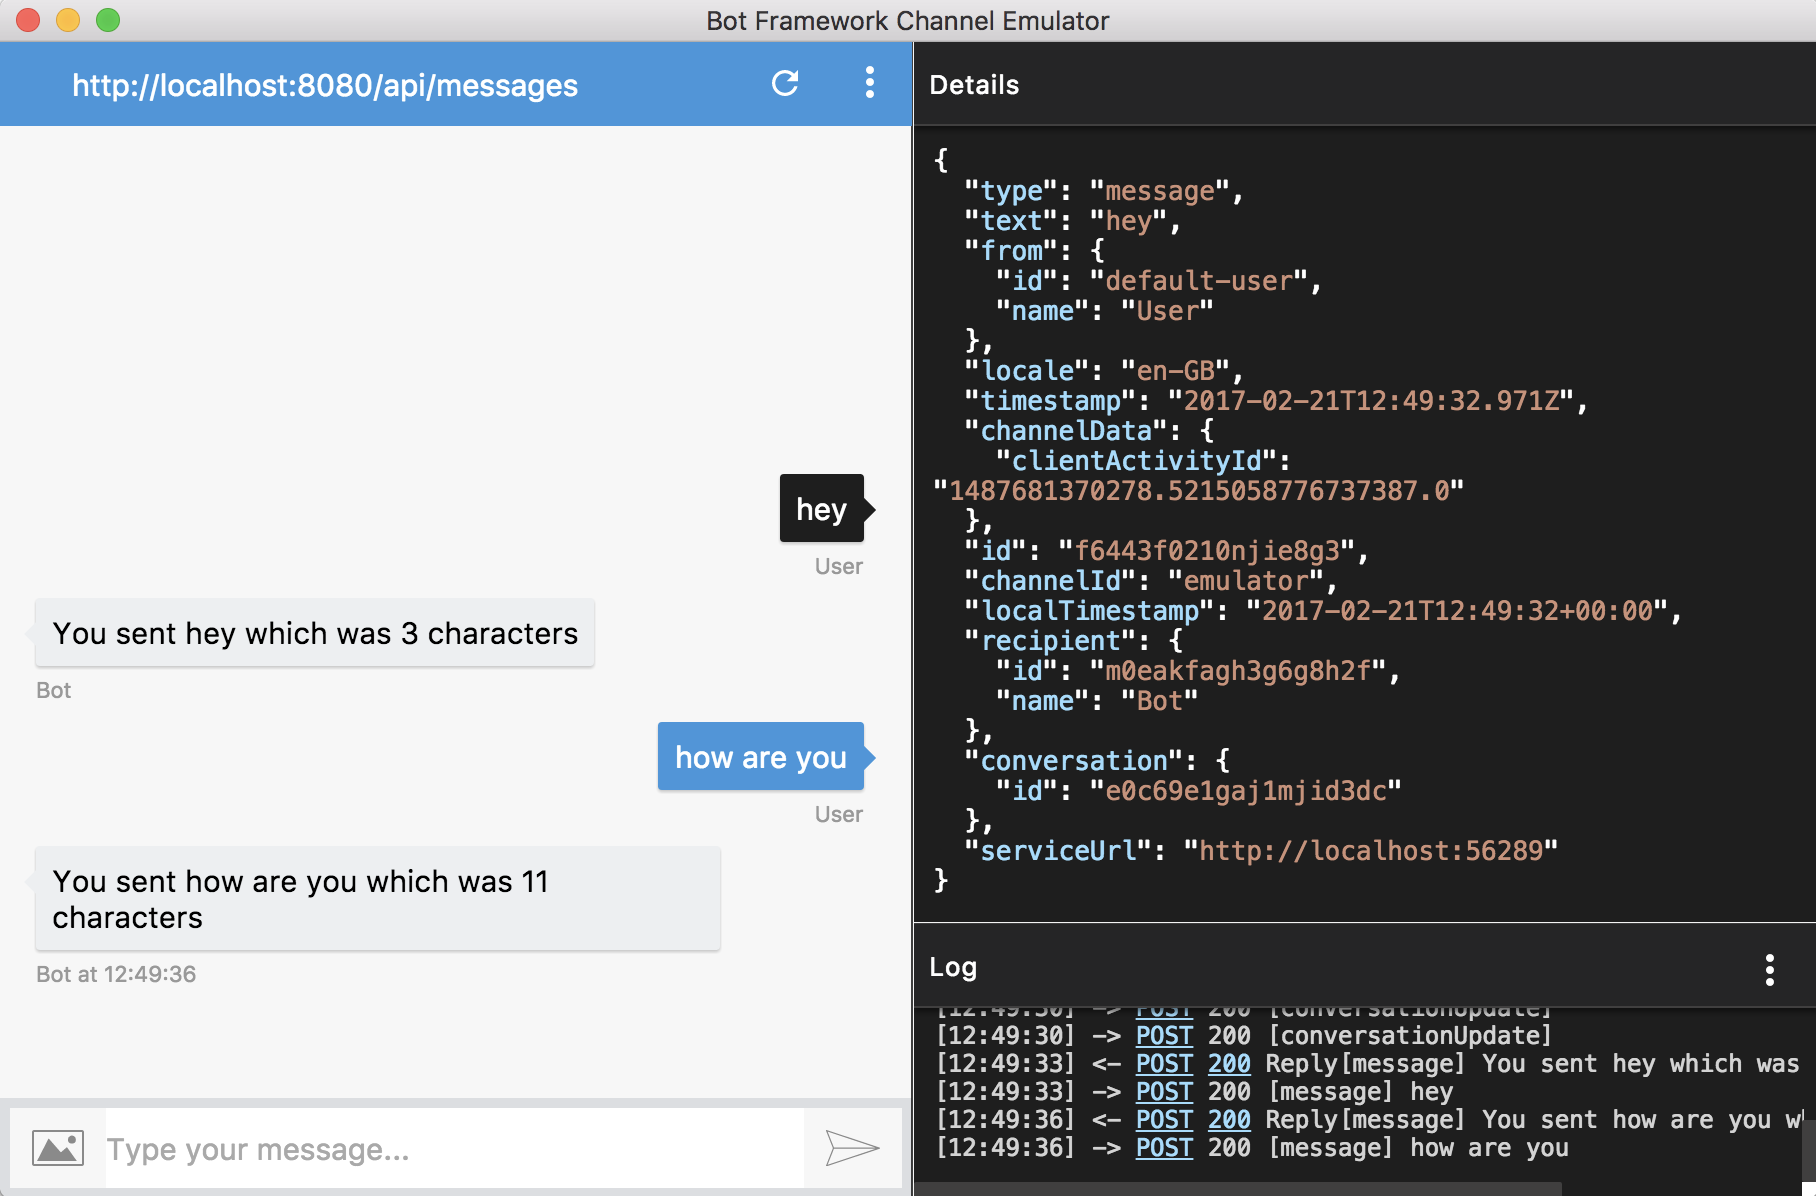 Bot Framework Channel Emulator
http://localhost:8080/api/messages
hey
User
You sent hey which was 3 characters
Bot
how are you
User
You sent how are you which was 11
characters
Bot at 12:49:36
Type your message...
Details
{
"type": "message",
"text": "hey",
"from": {
"id": "default-user",
"name": "User"
},
"locale": "en-GB",
"timestamp": "2017-02-21T12:49:32.971Z",
"channelData": {
"clientActivityId":
"1487681370278.5215058776737387.0"
},
"id": "f6443f0210njie8g3",
"channelId": "emulator",
"localTimestamp": "2017-02-21T12:49:32+00:00",
"recipient": {
"id": "m0eakfagh3g6g8h2f",
"name": "Bot"
},
"conversation": {
"id": "e0c69e1gaj1mjid3dc"
},
"serviceUrl": "http://localhost:56289"
}
Log
[12:49:30] -> POST 200 [conversationUpdate]
[12:49:30] -> POST 200 [conversationUpdate]
[12:49:33] <- POST 200 Reply[message] You sent hey which was
[12:49:33] -> POST 200 [message] hey
[12:49:36] <- POST 200 Reply[message] You sent how are you
[12:49:36] -> POST 200 [message] how are you